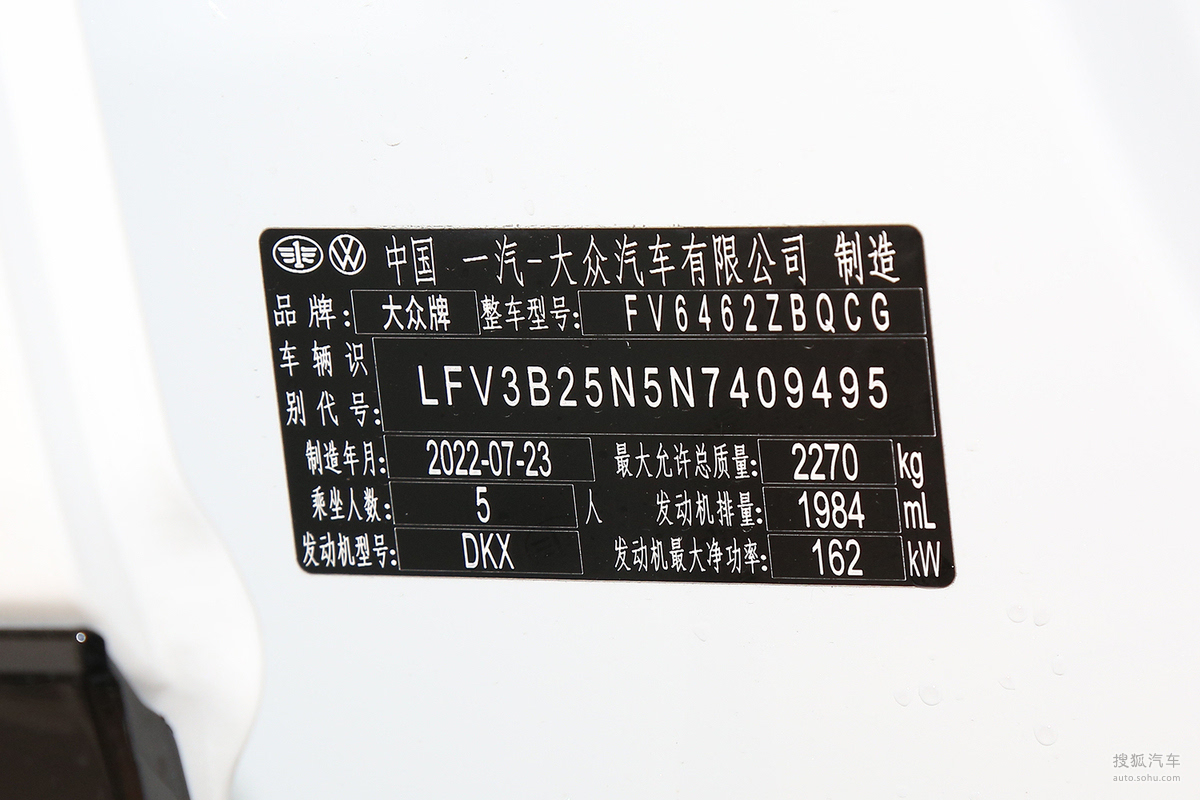 中国 一汽-大众汽车有限公司 制造
品牌: 大众牌 整车型号: FV6462ZBQCG
车辆识别代号: LFV3B25N5N7409495
制造年月: 2022-07-23 最大允许总质量: 2270 kg
乘坐人数: 5 人 发动机排量: 1984 mL
发动机型号: DKX 发动机最大净功率: 162 kW
搜狐汽车
auto.sohu.com